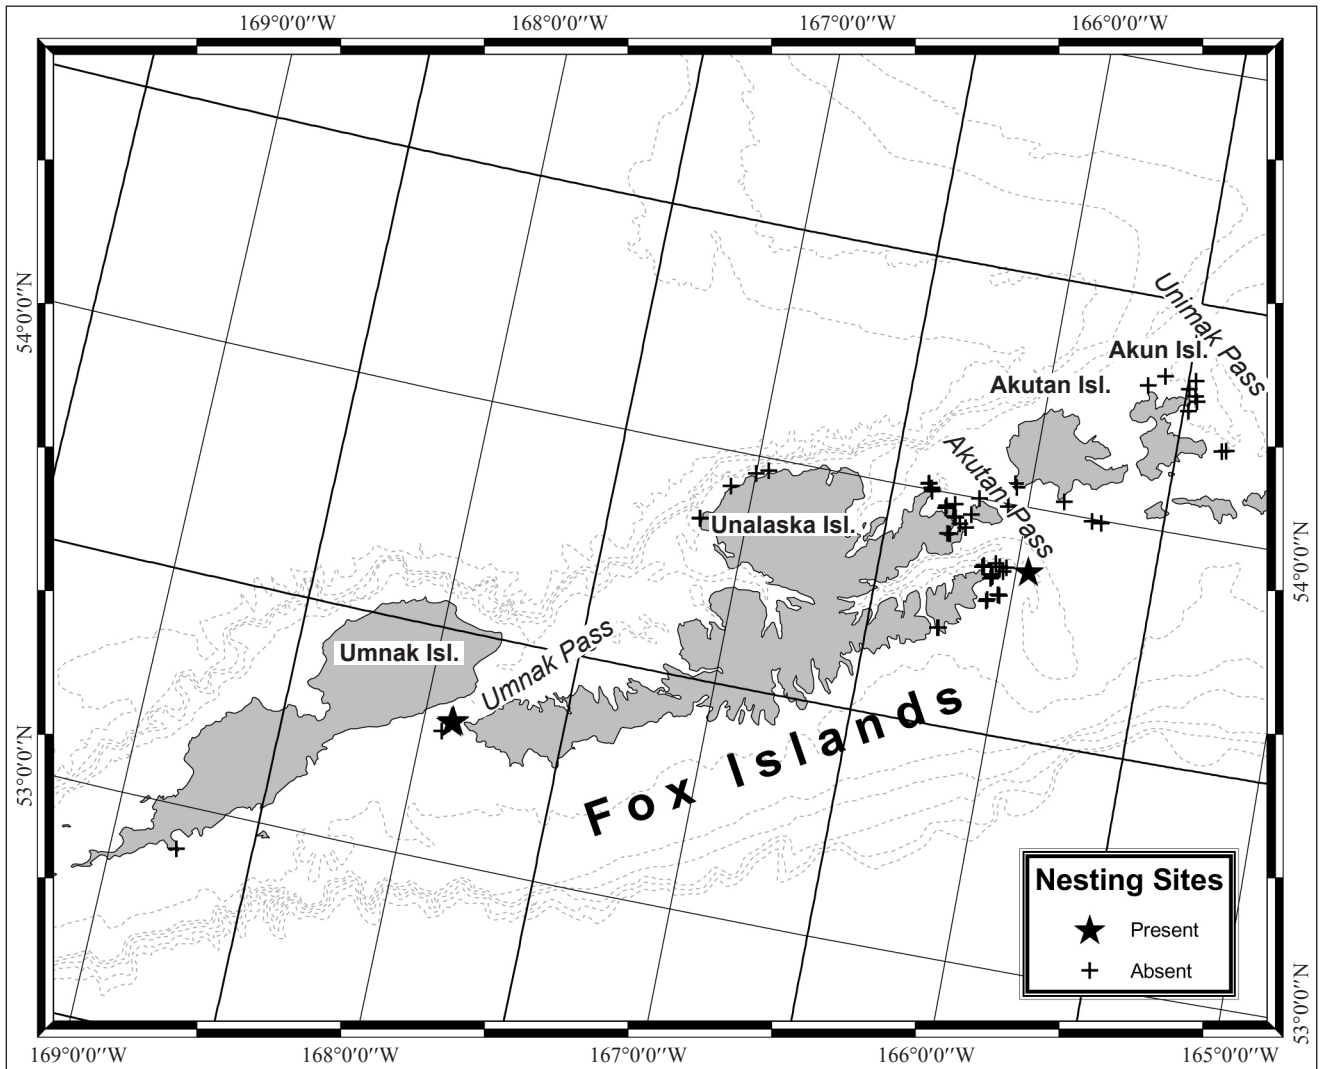 169°0'0"W 168°0'0"W 167°0'0"W 166°0'0"W
54°0'0"N
Unimak Pass
Akun Isl.
Akutan Isl.
Akutan Pass
Unalaska Isl.
54°0'0"N
Umnak Isl.
Umnak Pass
Fox Islands
53°0'0"N
Nesting Sites
Present
Absent
53°0'0"N
169°0'0"W 168°0'0"W 167°0'0"W 166°0'0"W 165°0'0"W